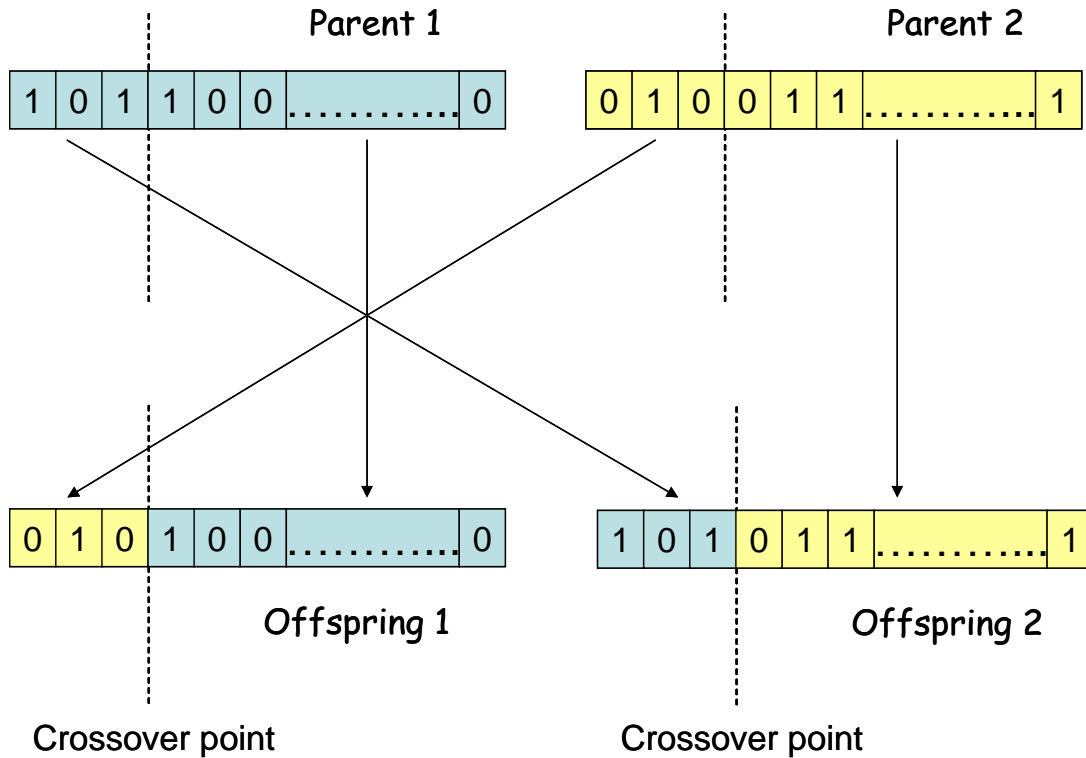 Parent 1 Parent 2
1 0 1 1 0 0 ............... 0 0 1 0 0 1 1 ............... 1
0 1 0 1 0 0 ............... 0 1 0 1 0 1 1 ............... 1
Offspring 1 Offspring 2
Crossover point Crossover point